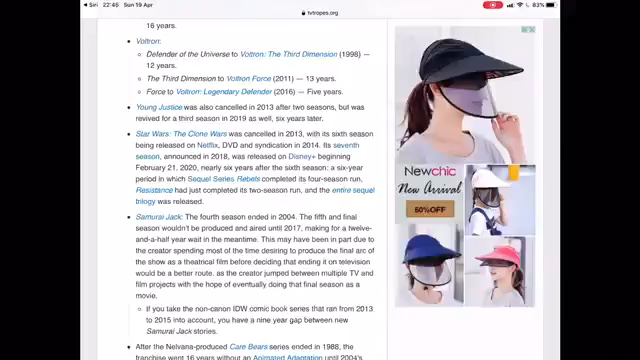 Siri 22:46 Sun 19 Apr
83%
tvtropes.org
16 years.
Voltron:
Defender of the Universe to Voltron: The Third Dimension (1998) —
12 years.
The Third Dimension to Voltron Force (2011) — 13 years.
Force to Voltron: Legendary Defender (2016) — Five years.
Young Justice was also cancelled in 2013 after two seasons, but was
revived for a third season in 2019 as well, six years later.
Star Wars: The Clone Wars was cancelled in 2013, with its sixth season
being released on Netflix, DVD and syndication in 2014. Its seventh
season, announced in 2018, was released on Disney+ beginning
February 21, 2020, nearly six years after the sixth season: a six-year
period in which Sequel Series Rebels completed its four-season run,
Resistance had just completed its two-season run, and the entire sequel
trilogy was released.
Samurai Jack: The fourth season ended in 2004. The fifth and final
season wouldn't be produced and aired until 2017, making for a twelve-
and-a-half year wait in the meantime. This may have been in part due to
the creator spending most of the time desiring to produce the final arc of
the show as a theatrical film before deciding that ending it on television
would be a better route. as the creator jumped between multiple TV and
film projects with the hope of eventually doing that final season as a
movie.
If you take the non-canon IDW comic book series that ran from 2013
to 2015 into account, you have a nine year gap between new
Samurai Jack stories.
After the Nelvana-produced Care Bears series ended in 1988, the
franchise went 16 years without an Animated Adaptation until 2004's
Newchic
New Arrival
50%OFF